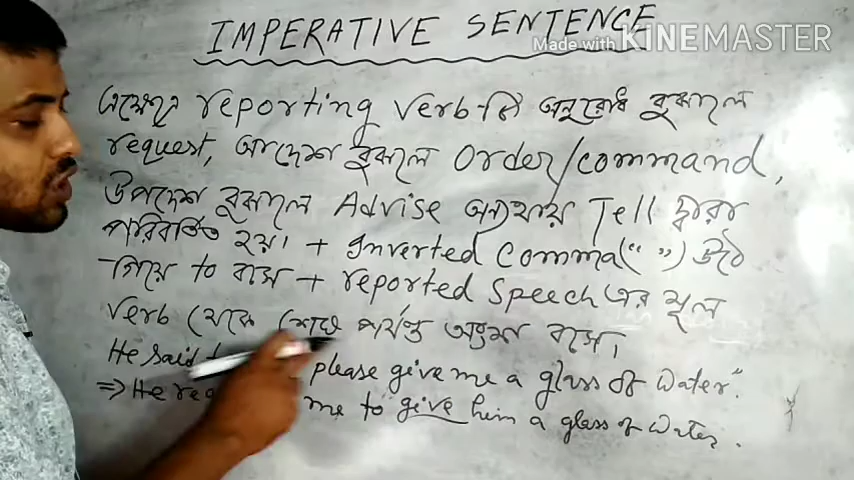 IMPERATIVE SENTENCE
Made with KINEMASTER
এক্ষেত্রে reporting verb-টি অনুরোধ বুঝালে
request, আদেশ বুঝালে Order/command,
উপদেশ বুঝালে Advise অন্যথায় Tell দ্বারা
পরিবর্তিত হয়। + Inverted Comma(“ ”) উঠে
গিয়ে to বসে + reported Speech এর মূল
Verb থেকে শেষ পর্যন্ত অংশ বসে।
He said please give me a glass of water”.
⇒ He me to give him a glass of water.